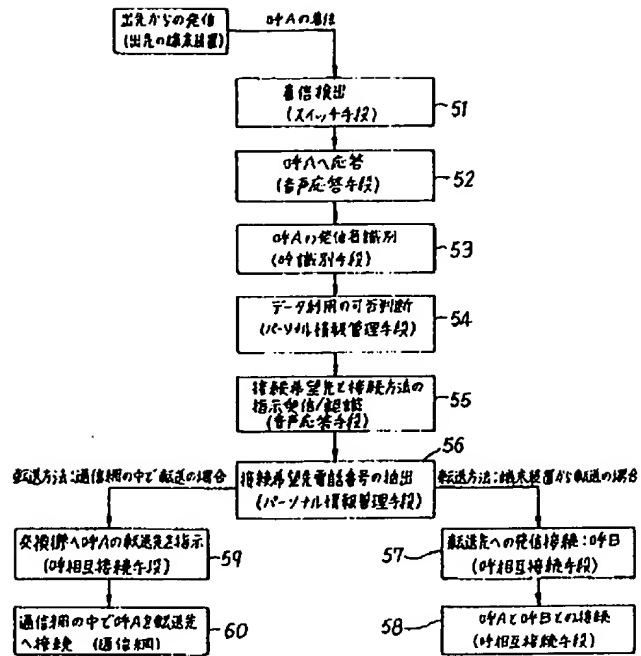 出先からの発信
(出先の端末装置)
呼Aの着信
着信検出
(スイッチ手段)
51
呼Aへ応答
(音声応答手段)
52
呼Aの発信者識別
(呼識別手段)
53
データ利用の可否判断
(パーソナル情報管理手段)
54
接続希望先と接続方法の
指示受信/認識
(音声応答手段)
55
56
転送方法:通信網の中で転送の場合
接続希望先電話番号の抽出
(パーソナル情報管理手段)
転送方法:端末装置から転送の場合
交換機へ呼Aの転送先を指示
(呼相互接続手段)
59
通信網の中で呼Aを転送先
へ接続 (通信網)
60
転送先への発信接続:呼B
(呼相互接続手段)
57
呼Aと呼Bとの接続
(呼相互接続手段)
58